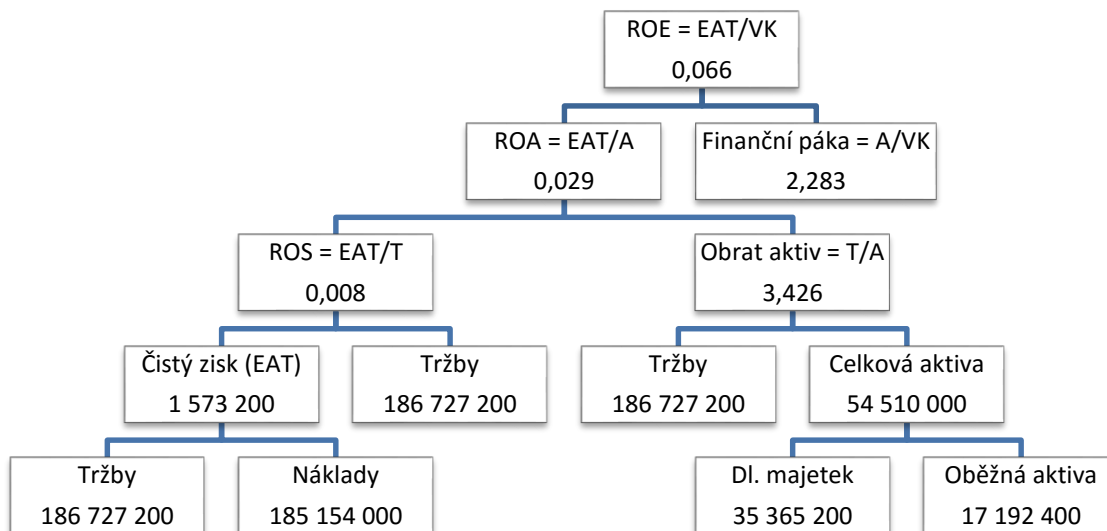 ROE = EAT/VK
0,066
ROA = EAT/A
0,029
Finanční páka = A/VK
2,283
ROS = EAT/T
0,008
Obrat aktiv = T/A
3,426
Čistý zisk (EAT)
1 573 200
Tržby
186 727 200
Tržby
186 727 200
Celková aktiva
54 510 000
Tržby
186 727 200
Náklady
185 154 000
Dl. majetek
35 365 200
Oběžná aktiva
17 192 400